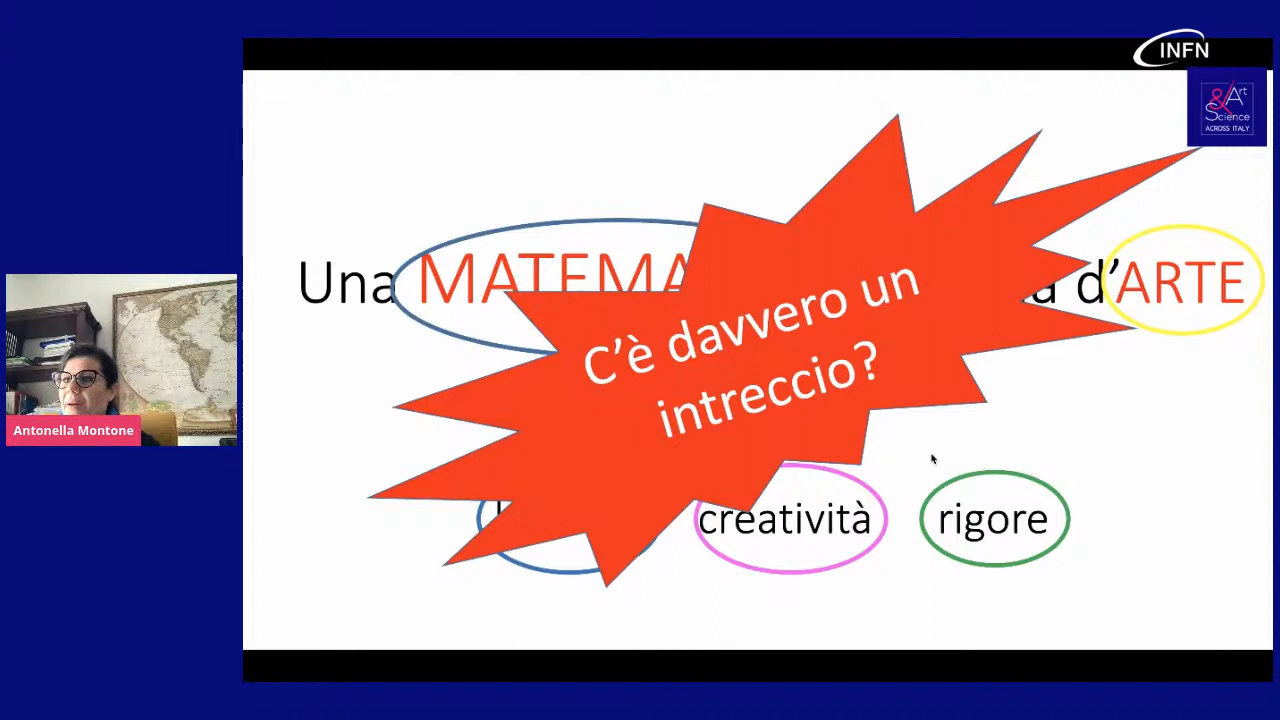 INFN
&Art
Science
ACROSS ITALY
Una MATEMA d’ARTE
C’è davvero un
intreccio?
creatività rigore
Antonella Montone